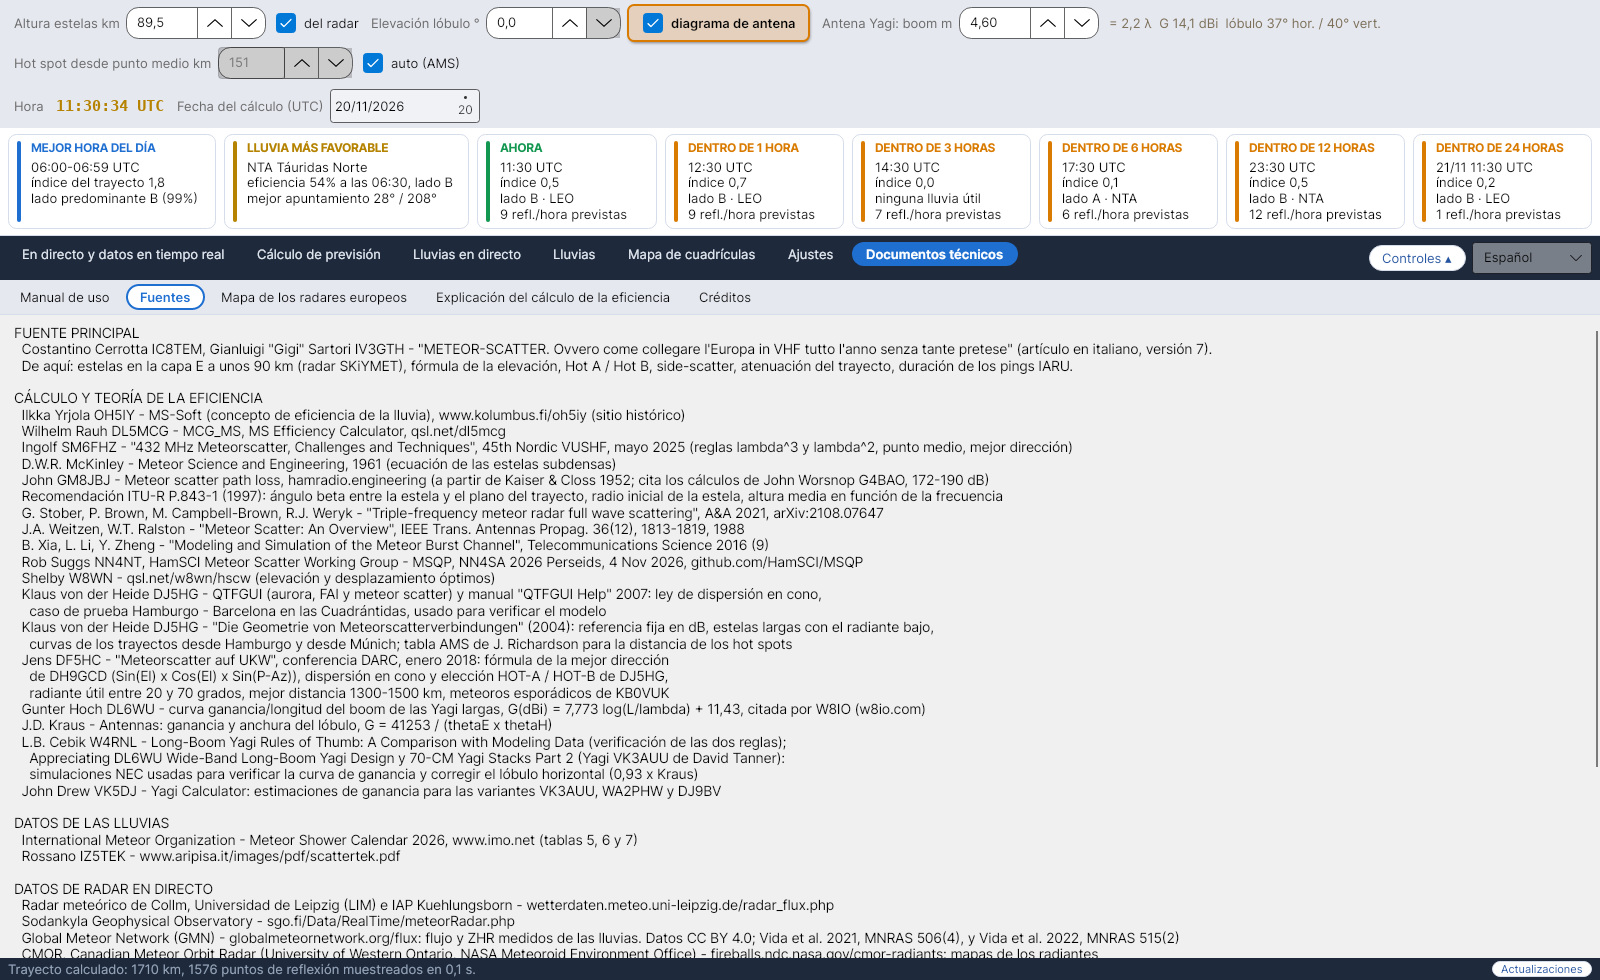 Altura estelas km 89,5 del radar Elevación lóbulo ° 0,0 diagrama de antena Antena Yagi: boom m 4,60 = 2,2 λ G 14,1 dBi lóbulo 37° hor. / 40° vert.
Hot spot desde punto medio km 151 auto (AMS)
Hora 11:30:34 UTC Fecha del cálculo (UTC) 20/11/2026 20
MEJOR HORA DEL DÍA
06:00-06:59 UTC
índice del trayecto 1,8
lado predominante B (99%)
LLUVIA MÁS FAVORABLE
NTA Táuridas Norte
eficiencia 54% a las 06:30, lado B
mejor apuntamiento 28° / 208°
AHORA
11:30 UTC
índice 0,5
lado B · LEO
9 refl./hora previstas
DENTRO DE 1 HORA
12:30 UTC
índice 0,7
lado B · LEO
9 refl./hora previstas
DENTRO DE 3 HORAS
14:30 UTC
índice 0,0
ninguna lluvia útil
7 refl./hora previstas
DENTRO DE 6 HORAS
17:30 UTC
índice 0,1
lado A · NTA
6 refl./hora previstas
DENTRO DE 12 HORAS
23:30 UTC
índice 0,5
lado B · NTA
12 refl./hora previstas
DENTRO DE 24 HORAS
21/11 11:30 UTC
índice 0,2
lado B · LEO
1 refl./hora previstas
En directo y datos en tiempo real Cálculo de previsión Lluvias en directo Lluvias Mapa de cuadrículas Ajustes Documentos técnicos Controles ▴ Español
Manual de uso Fuentes Mapa de los radares europeos Explicación del cálculo de la eficiencia Créditos
FUENTE PRINCIPAL
Costantino Cerrotta IC8TEM, Gianluigi "Gigi" Sartori IV3GTH - "METEOR-SCATTER. Ovvero come collegare l'Europa in VHF tutto l'anno senza tante pretese" (artículo en italiano, versión 7).
De aquí: estelas en la capa E a unos 90 km (radar SKiYMET), fórmula de la elevación, Hot A / Hot B, side-scatter, atenuación del trayecto, duración de los pings IARU.
CÁLCULO Y TEORÍA DE LA EFICIENCIA
Ilkka Yrjola OH5IY - MS-Soft (concepto de eficiencia de la lluvia), www.kolumbus.fi/oh5iy (sitio histórico)
Wilhelm Rauh DL5MCG - MCG_MS, MS Efficiency Calculator, qsl.net/dl5mcg
Ingolf SM6FHZ - "432 MHz Meteorscatter, Challenges and Techniques", 45th Nordic VUSHF, mayo 2025 (reglas lambda^3 y lambda^2, punto medio, mejor dirección)
D.W.R. McKinley - Meteor Science and Engineering, 1961 (ecuación de las estelas subdensas)
John GM8JBJ - Meteor scatter path loss, hamradio.engineering (a partir de Kaiser & Closs 1952; cita los cálculos de John Worsnop G4BAO, 172-190 dB)
Recomendación ITU-R P.843-1 (1997): ángulo beta entre la estela y el plano del trayecto, radio inicial de la estela, altura media en función de la frecuencia
G. Stober, P. Brown, M. Campbell-Brown, R.J. Weryk - "Triple-frequency meteor radar full wave scattering", A&A 2021, arXiv:2108.07647
J.A. Weitzen, W.T. Ralston - "Meteor Scatter: An Overview", IEEE Trans. Antennas Propag. 36(12), 1813-1819, 1988
B. Xia, L. Li, Y. Zheng - "Modeling and Simulation of the Meteor Burst Channel", Telecommunications Science 2016 (9)
Rob Suggs NN4NT, HamSCI Meteor Scatter Working Group - MSQP, NN4SA 2026 Perseids, 4 Nov 2026, github.com/HamSCI/MSQP
Shelby W8WN - qsl.net/w8wn/hscw (elevación y desplazamiento óptimos)
Klaus von der Heide DJ5HG - QTFGUI (aurora, FAI y meteor scatter) y manual "QTFGUI Help" 2007: ley de dispersión en cono,
caso de prueba Hamburgo - Barcelona en las Cuadrántidas, usado para verificar el modelo
Klaus von der Heide DJ5HG - "Die Geometrie von Meteorscatterverbindungen" (2004): referencia fija en dB, estelas largas con el radiante bajo,
curvas de los trayectos desde Hamburgo y desde Múnich; tabla AMS de J. Richardson para la distancia de los hot spots
Jens DF5HC - "Meteorscatter auf UKW", conferencia DARC, enero 2018: fórmula de la mejor dirección
de DH9GCD (Sin(El) x Cos(El) x Sin(P-Az)), dispersión en cono y elección HOT-A / HOT-B de DJ5HG,
radiante útil entre 20 y 70 grados, mejor distancia 1300-1500 km, meteoros esporádicos de KB0VUK
Gunter Hoch DL6WU - curva ganancia/longitud del boom de las Yagi largas, G(dBi) = 7,773 log(L/lambda) + 11,43, citada por W8IO (w8io.com)
J.D. Kraus - Antennas: ganancia y anchura del lóbulo, G = 41253 / (thetaE x thetaH)
L.B. Cebik W4RNL - Long-Boom Yagi Rules of Thumb: A Comparison with Modeling Data (verificación de las dos reglas);
Appreciating DL6WU Wide-Band Long-Boom Yagi Design y 70-CM Yagi Stacks Part 2 (Yagi VK3AUU de David Tanner):
simulaciones NEC usadas para verificar la curva de ganancia y corregir el lóbulo horizontal (0,93 x Kraus)
John Drew VK5DJ - Yagi Calculator: estimaciones de ganancia para las variantes VK3AUU, WA2PHW y DJ9BV
DATOS DE LAS LLUVIAS
International Meteor Organization - Meteor Shower Calendar 2026, www.imo.net (tablas 5, 6 y 7)
Rossano IZ5TEK - www.aripisa.it/images/pdf/scattertek.pdf
DATOS DE RADAR EN DIRECTO
Radar meteórico de Collm, Universidad de Leipzig (LIM) e IAP Kuehlungsborn - wetterdaten.meteo.uni-leipzig.de/radar_flux.php
Sodankyla Geophysical Observatory - sgo.fi/Data/RealTime/meteorRadar.php
Global Meteor Network (GMN) - globalmeteornetwork.org/flux: flujo y ZHR medidos de las lluvias. Datos CC BY 4.0; Vida et al. 2021, MNRAS 506(4), y Vida et al. 2022, MNRAS 515(2)
CMOR, Canadian Meteor Orbit Radar (University of Western Ontario, NASA Meteoroid Environment Office) - fireballs.ndc.nasa.gov/cmor-radiants: mapas de los radiantes
Trayecto calculado: 1710 km, 1576 puntos de reflexión muestreados en 0,1 s. Actualizaciones